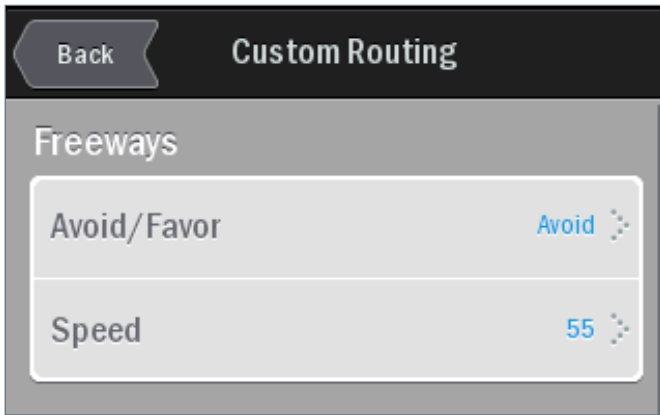 Back
Custom Routing
Freeways
Avoid/Favor Avoid
Speed 55